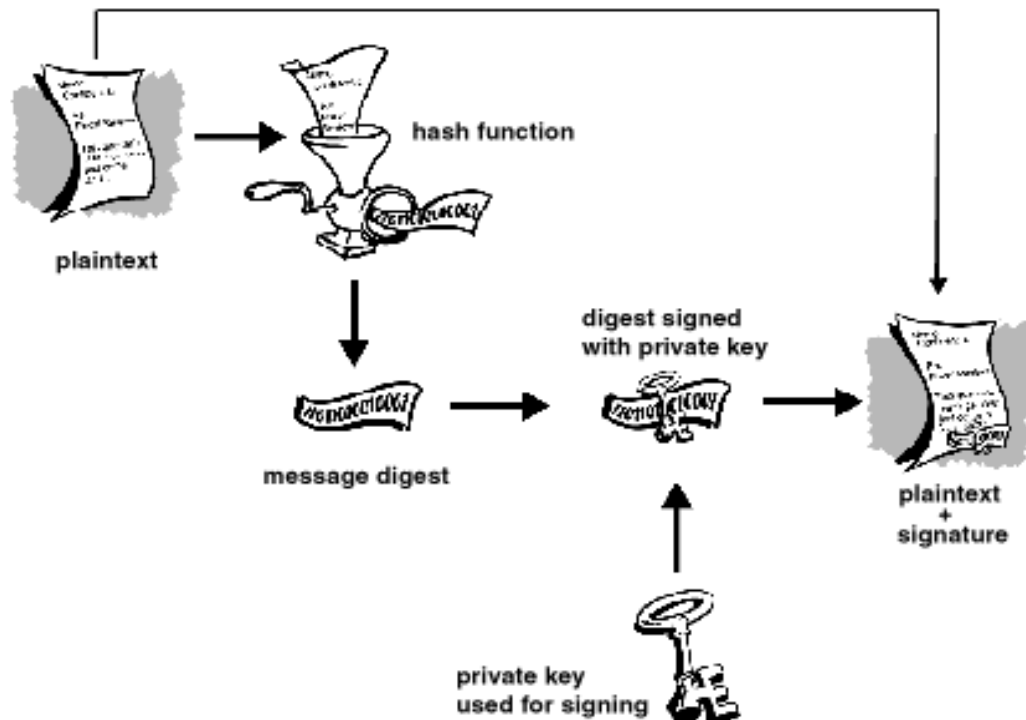 hash function
plaintext
digest signed
with private key
message digest
plaintext
+
signature
private key
used for signing